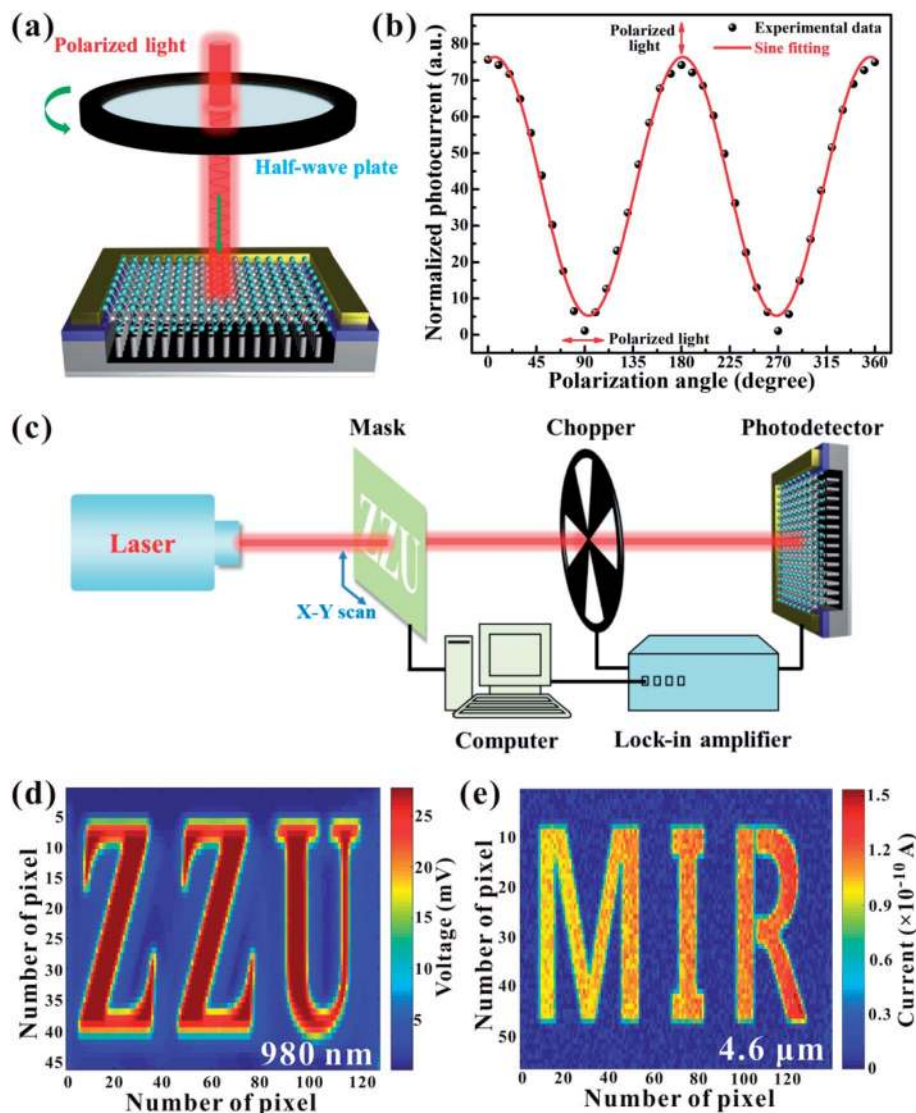 (a)
Polarized light
Half-wave plate
(b)
Normalized photocurrent (a.u.)
80
70
60
50
40
30
20
10
0
Polarized
light
Experimental data
Sine fitting
Polarized light
0 45 90 135 180 225 270 315 360
Polarization angle (degree)
(c)
Mask
Chopper
Photodetector
Laser
ZZU
X-Y scan
Computer
Lock-in amplifier
(d)
Number of pixel
5
10
15
20
25
30
35
40
45
ZZU
980 nm
0 20 40 60 80 100 120
Number of pixel
25
20
15
10
5
Voltage (mV)
(e)
Number of pixel
10
20
30
40
50
MIR
4.6 μm
0 20 40 60 80 100 120
Number of pixel
1.5
1.2
0.9
0.6
0.3
0
Current (×10⁻¹⁰ A)